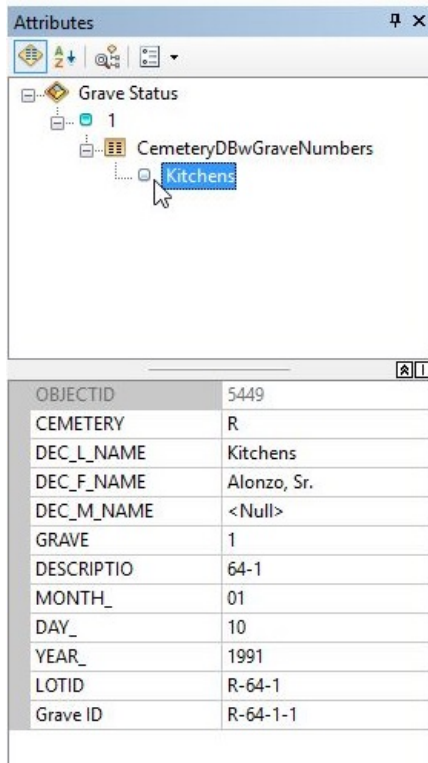 Attributes
Grave Status
1
CemeteryDBwGraveNumbers
Kitchens
OBJECTID 5449
CEMETERY R
DEC_L_NAME Kitchens
DEC_F_NAME Alonzo, Sr.
DEC_M_NAME <Null>
GRAVE 1
DESCRIPTIO 64-1
MONTH_ 01
DAY_ 10
YEAR_ 1991
LOTID R-64-1
Grave ID R-64-1-1